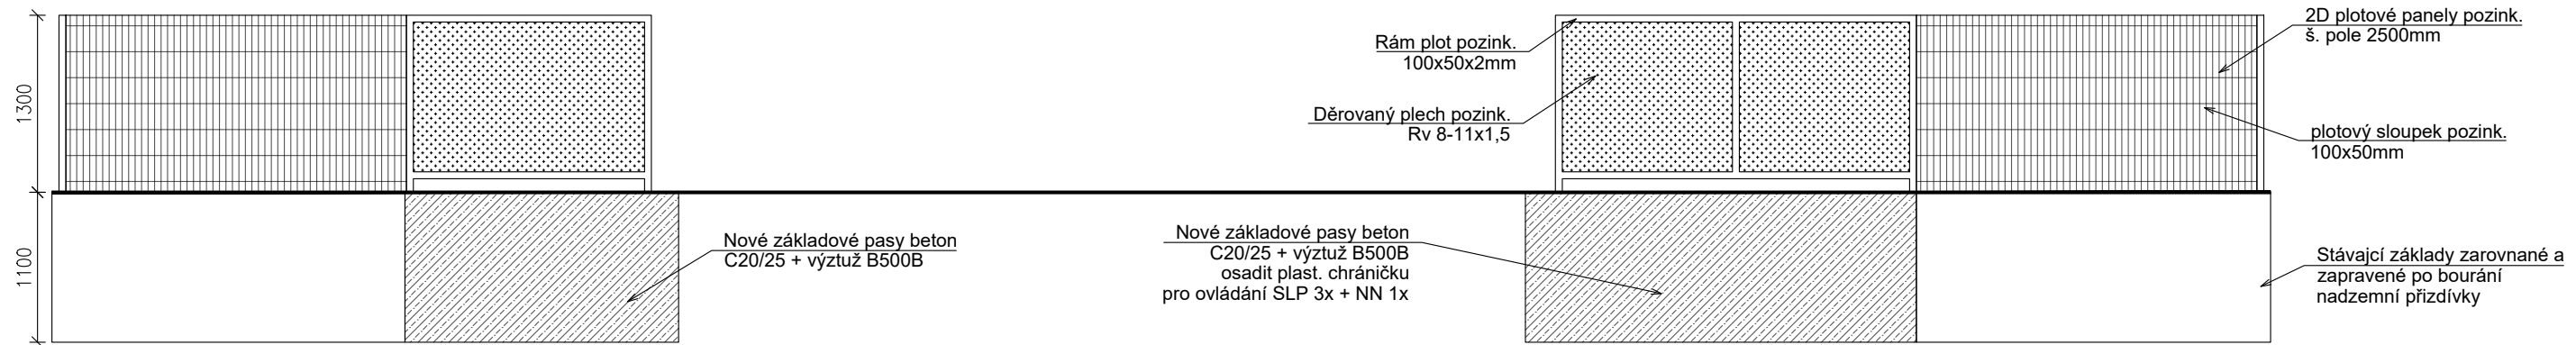 1300
1100
Nové základové pasy beton
C20/25 + výztuž B500B
Rám plot pozink.
100x50x2mm
Děrovaný plech pozink.
Rv 8-11x1,5
Nové základové pasy beton
C20/25 + výztuž B500B
osadit plast. chráničku
pro ovládání SLP 3x + NN 1x
2D plotové panely pozink.
š. pole 2500mm
plotový sloupek pozink.
100x50mm
Stávajcí základy zarovnané a
zapravené po bourání
nadzemní přizdívky